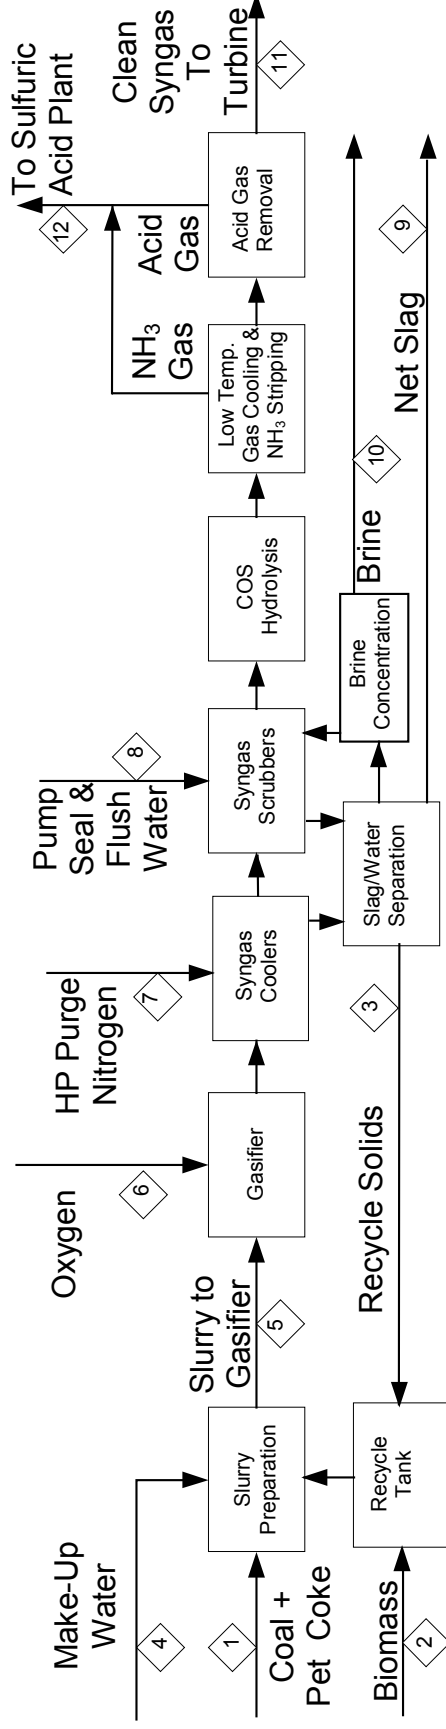 Make-Up
Water
4
1
Coal +
Pet Coke
Biomass
2
Slurry
Preparation
Recycle
Tank
Slurry to
Gasifier
5
Oxygen
6
Gasifier
Recycle Solids
3
HP Purge
Nitrogen
7
Syngas
Coolers
Pump
Seal &
Flush
Water
8
Syngas
Scrubbers
Slag/Water
Separation
COS
Hydrolysis
Brine
Concentration
Brine
10
Net Slag
9
Low Temp.
Gas Cooling &
NH3 Stripping
NH3
Gas
Acid
Gas
Acid Gas
Removal
To Sulfuric
Acid Plant
12
Clean
Syngas
To
Turbine
11